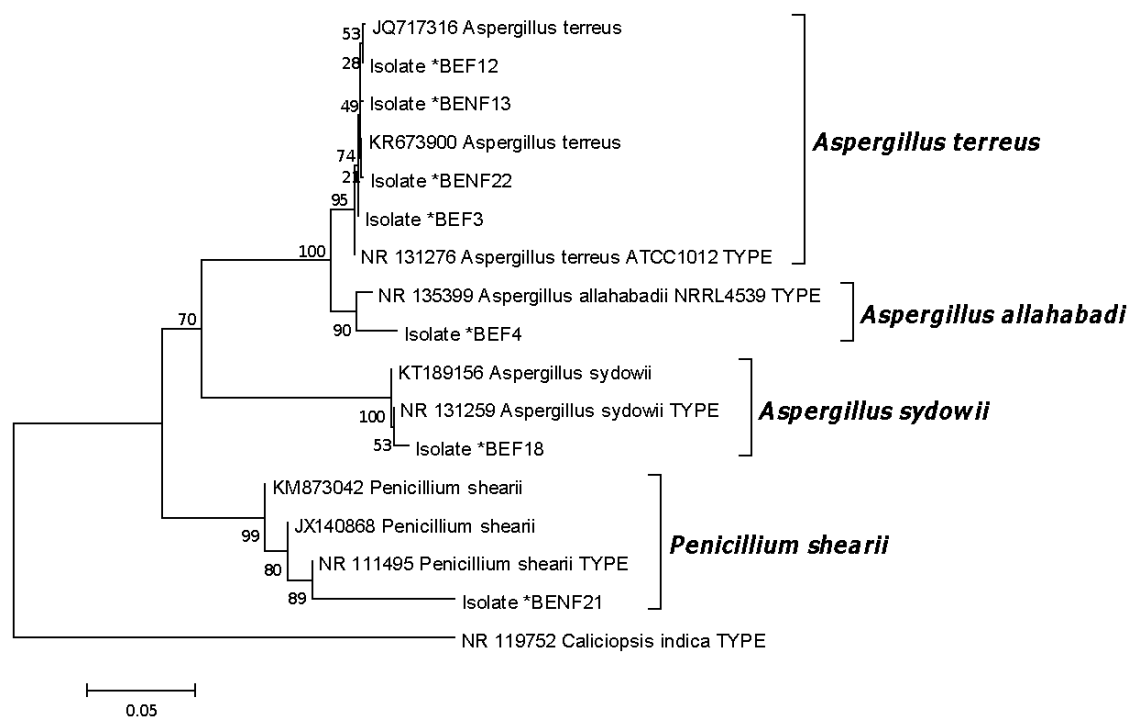 53
JQ717316 Aspergillus terreus
28
Isolate *BEF12
49
Isolate *BENF13
KR673900 Aspergillus terreus
Aspergillus terreus
74
21
Isolate *BENF22
95
Isolate *BEF3
100
NR 131276 Aspergillus terreus ATCC1012 TYPE
NR 135399 Aspergillus allahabadii NRRL4539 TYPE
Aspergillus allahabadi
70
90
Isolate *BEF4
KT189156 Aspergillus sydowii
100
NR 131259 Aspergillus sydowii TYPE
Aspergillus sydowii
53
Isolate *BEF18
KM873042 Penicillium shearii
99
JX140868 Penicillium shearii
Penicillium shearii
80
NR 111495 Penicillium shearii TYPE
89
Isolate *BENF21
NR 119752 Caliciopsis indica TYPE
0.05